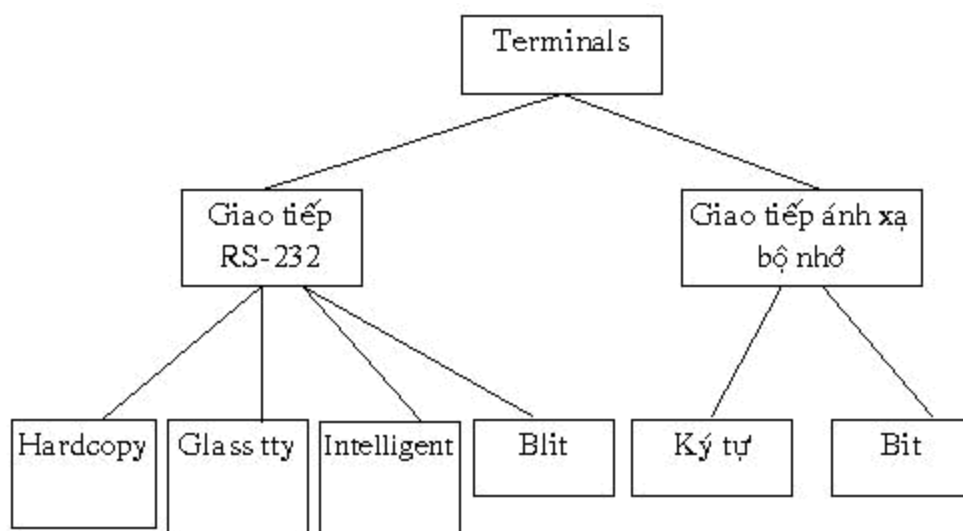 Terminals
Giao tiếp
RS-232
Giao tiếp ánh xạ
bộ nhớ
Hardcopy
Glass tty
Intelligent
Blit
Ký tự
Bit